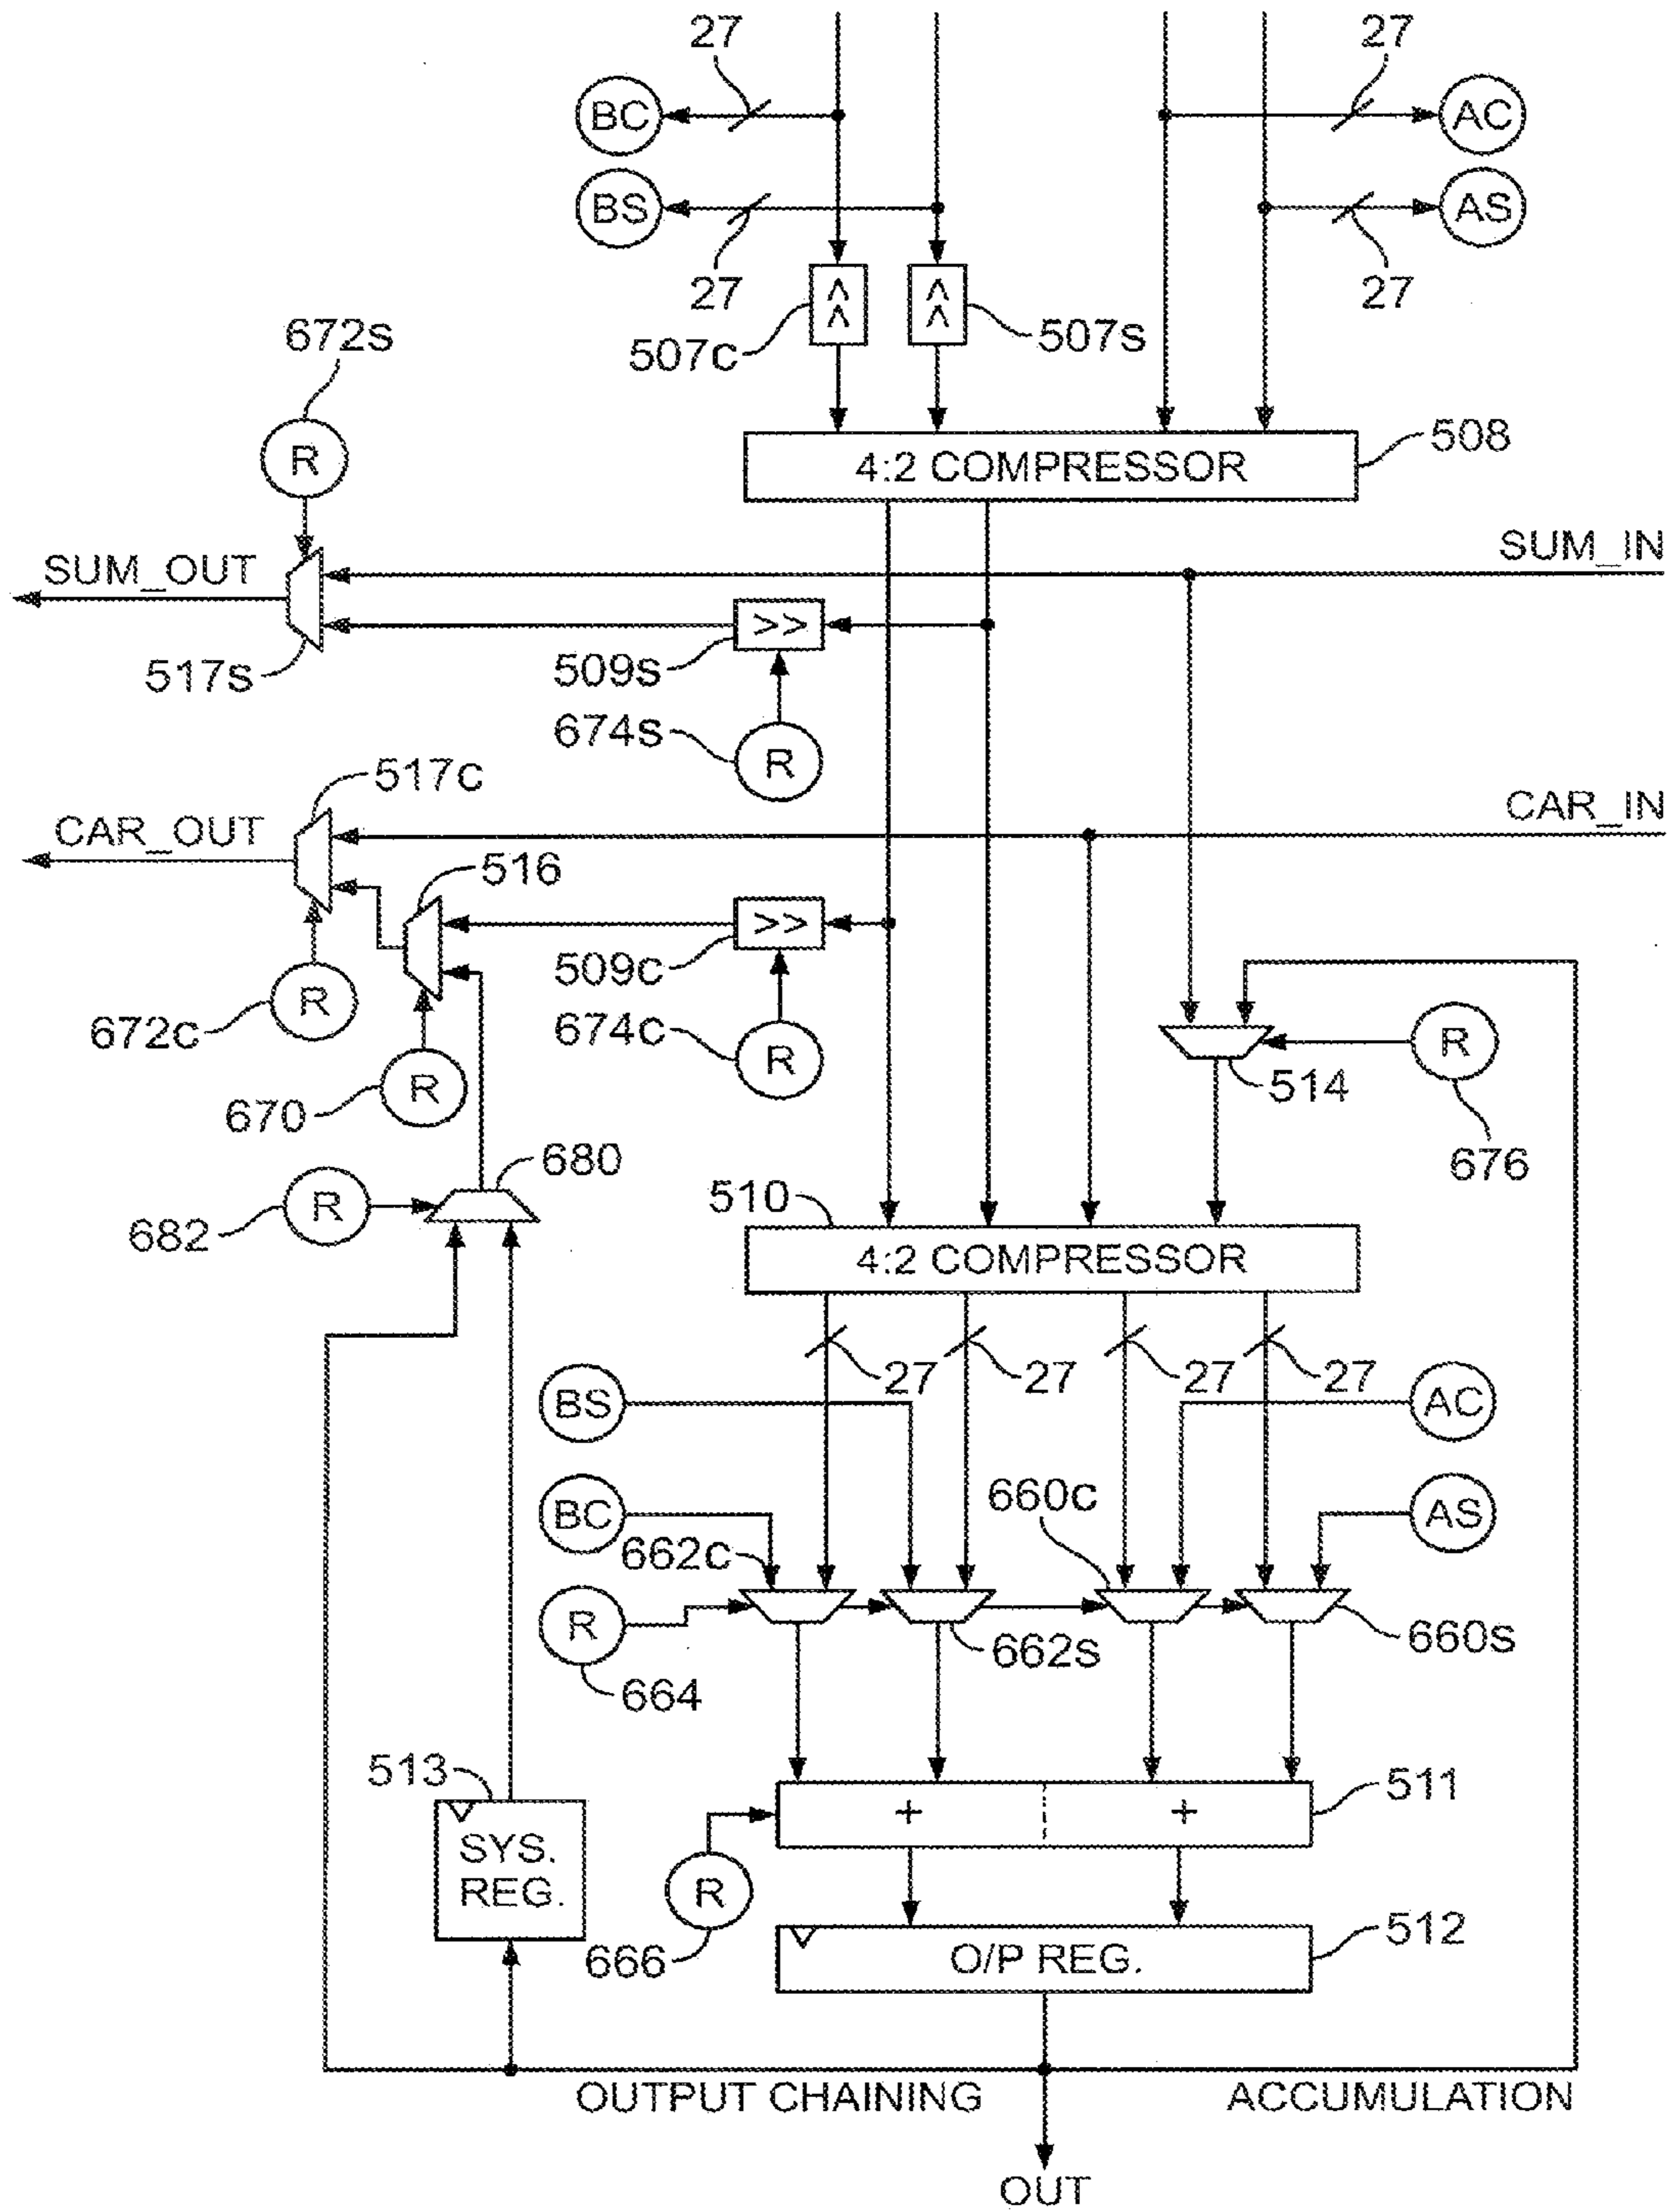 27 27
BC AC
BS AS
27 27
<< <<
507c 507s
672s
R
4:2 COMPRESSOR 508
SUM_OUT SUM_IN
>>
517s 509s
674s R
517c
CAR_OUT CAR_IN
516
>>
509c
R
672c 674c R R
514
670 R 676
680
R 510
682
4:2 COMPRESSOR
27 27 27 27
BS AC
660c
BC AS
662c
R 662s 660s
664
513 511
+ +
SYS.
REG.
R 512
666 O/P REG.
OUTPUT CHAINING ACCUMULATION
OUT